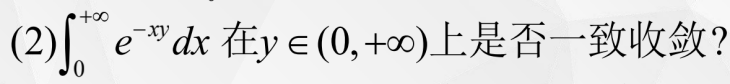 (2)∫₀^{+∞} e^{-xy} dx 在y∈(0,+∞)上是否一致收敛?